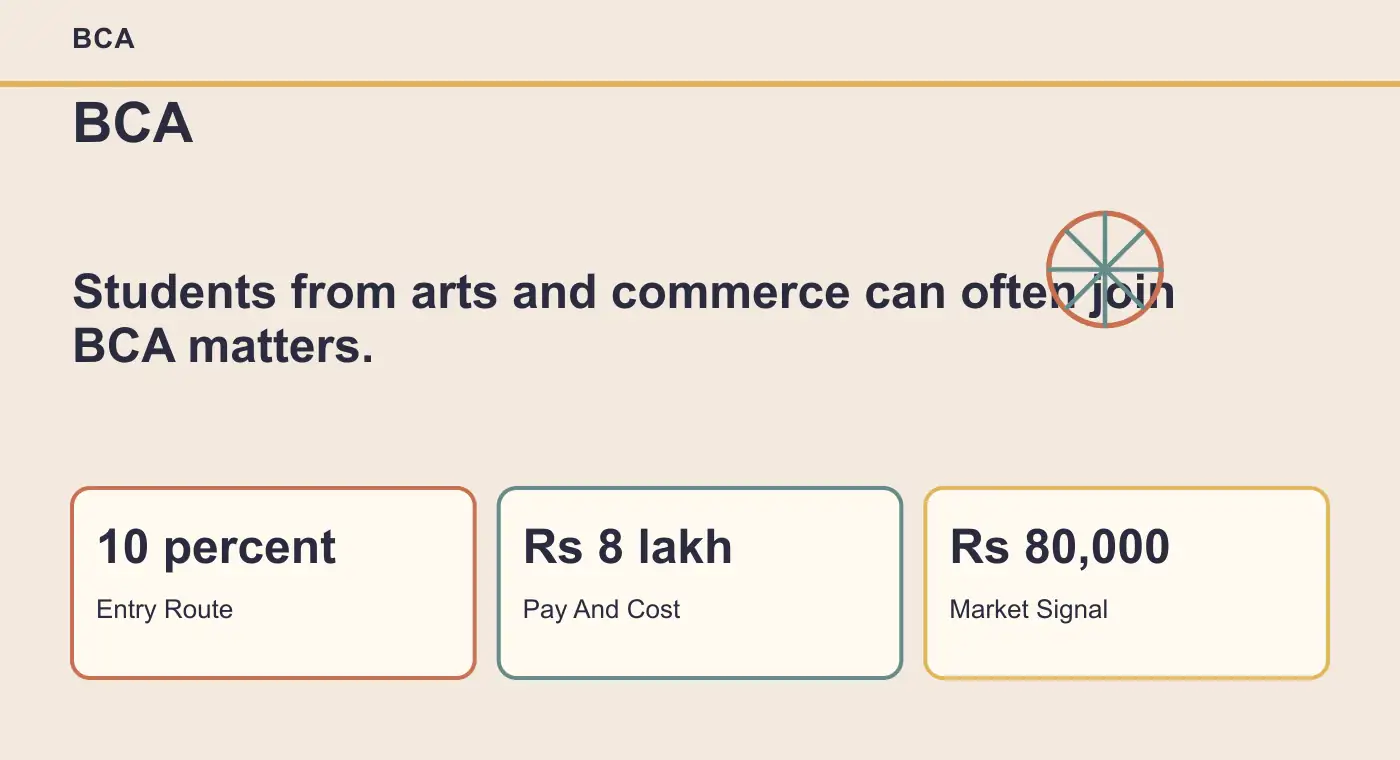 BCA
BCA
Students from arts and commerce can often join
BCA matters.
10 percent
Entry Route
Rs 8 lakh
Pay And Cost
Rs 80,000
Market Signal